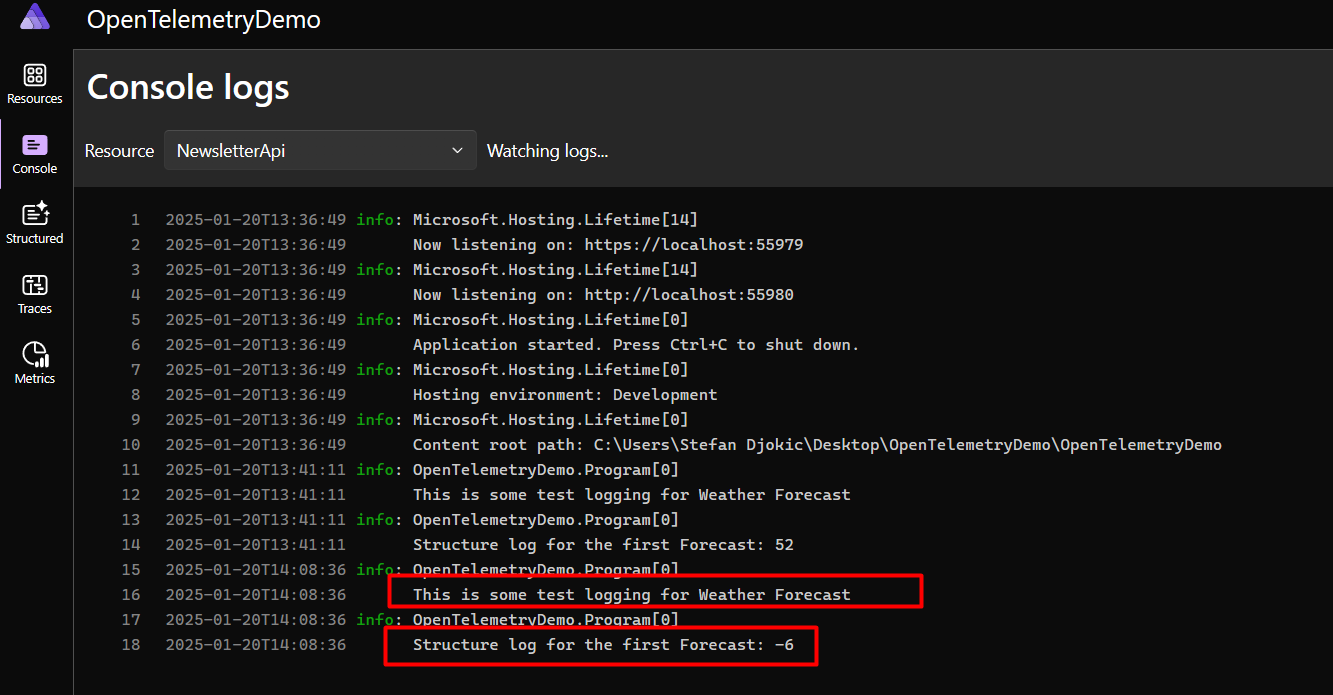 OpenTelemetryDemo
Resources
Console
Structured
Traces
Metrics
Console logs
Resource NewsletterApi Watching logs...
1 2025-01-20T13:36:49 info: Microsoft.Hosting.Lifetime[14]
2 2025-01-20T13:36:49 Now listening on: https://localhost:55979
3 2025-01-20T13:36:49 info: Microsoft.Hosting.Lifetime[14]
4 2025-01-20T13:36:49 Now listening on: http://localhost:55980
5 2025-01-20T13:36:49 info: Microsoft.Hosting.Lifetime[0]
6 2025-01-20T13:36:49 Application started. Press Ctrl+C to shut down.
7 2025-01-20T13:36:49 info: Microsoft.Hosting.Lifetime[0]
8 2025-01-20T13:36:49 Hosting environment: Development
9 2025-01-20T13:36:49 info: Microsoft.Hosting.Lifetime[0]
10 2025-01-20T13:36:49 Content root path: C:\Users\Stefan Djokic\Desktop\OpenTelemetryDemo\OpenTelemetryDemo
11 2025-01-20T13:41:11 info: OpenTelemetryDemo.Program[0]
12 2025-01-20T13:41:11 This is some test logging for Weather Forecast
13 2025-01-20T13:41:11 info: OpenTelemetryDemo.Program[0]
14 2025-01-20T13:41:11 Structure log for the first Forecast: 52
15 2025-01-20T14:08:36 info: OpenTelemetryDemo.Program[0]
16 2025-01-20T14:08:36 This is some test logging for Weather Forecast
17 2025-01-20T14:08:36 info: OpenTelemetryDemo.Program[0]
18 2025-01-20T14:08:36 Structure log for the first Forecast: -6